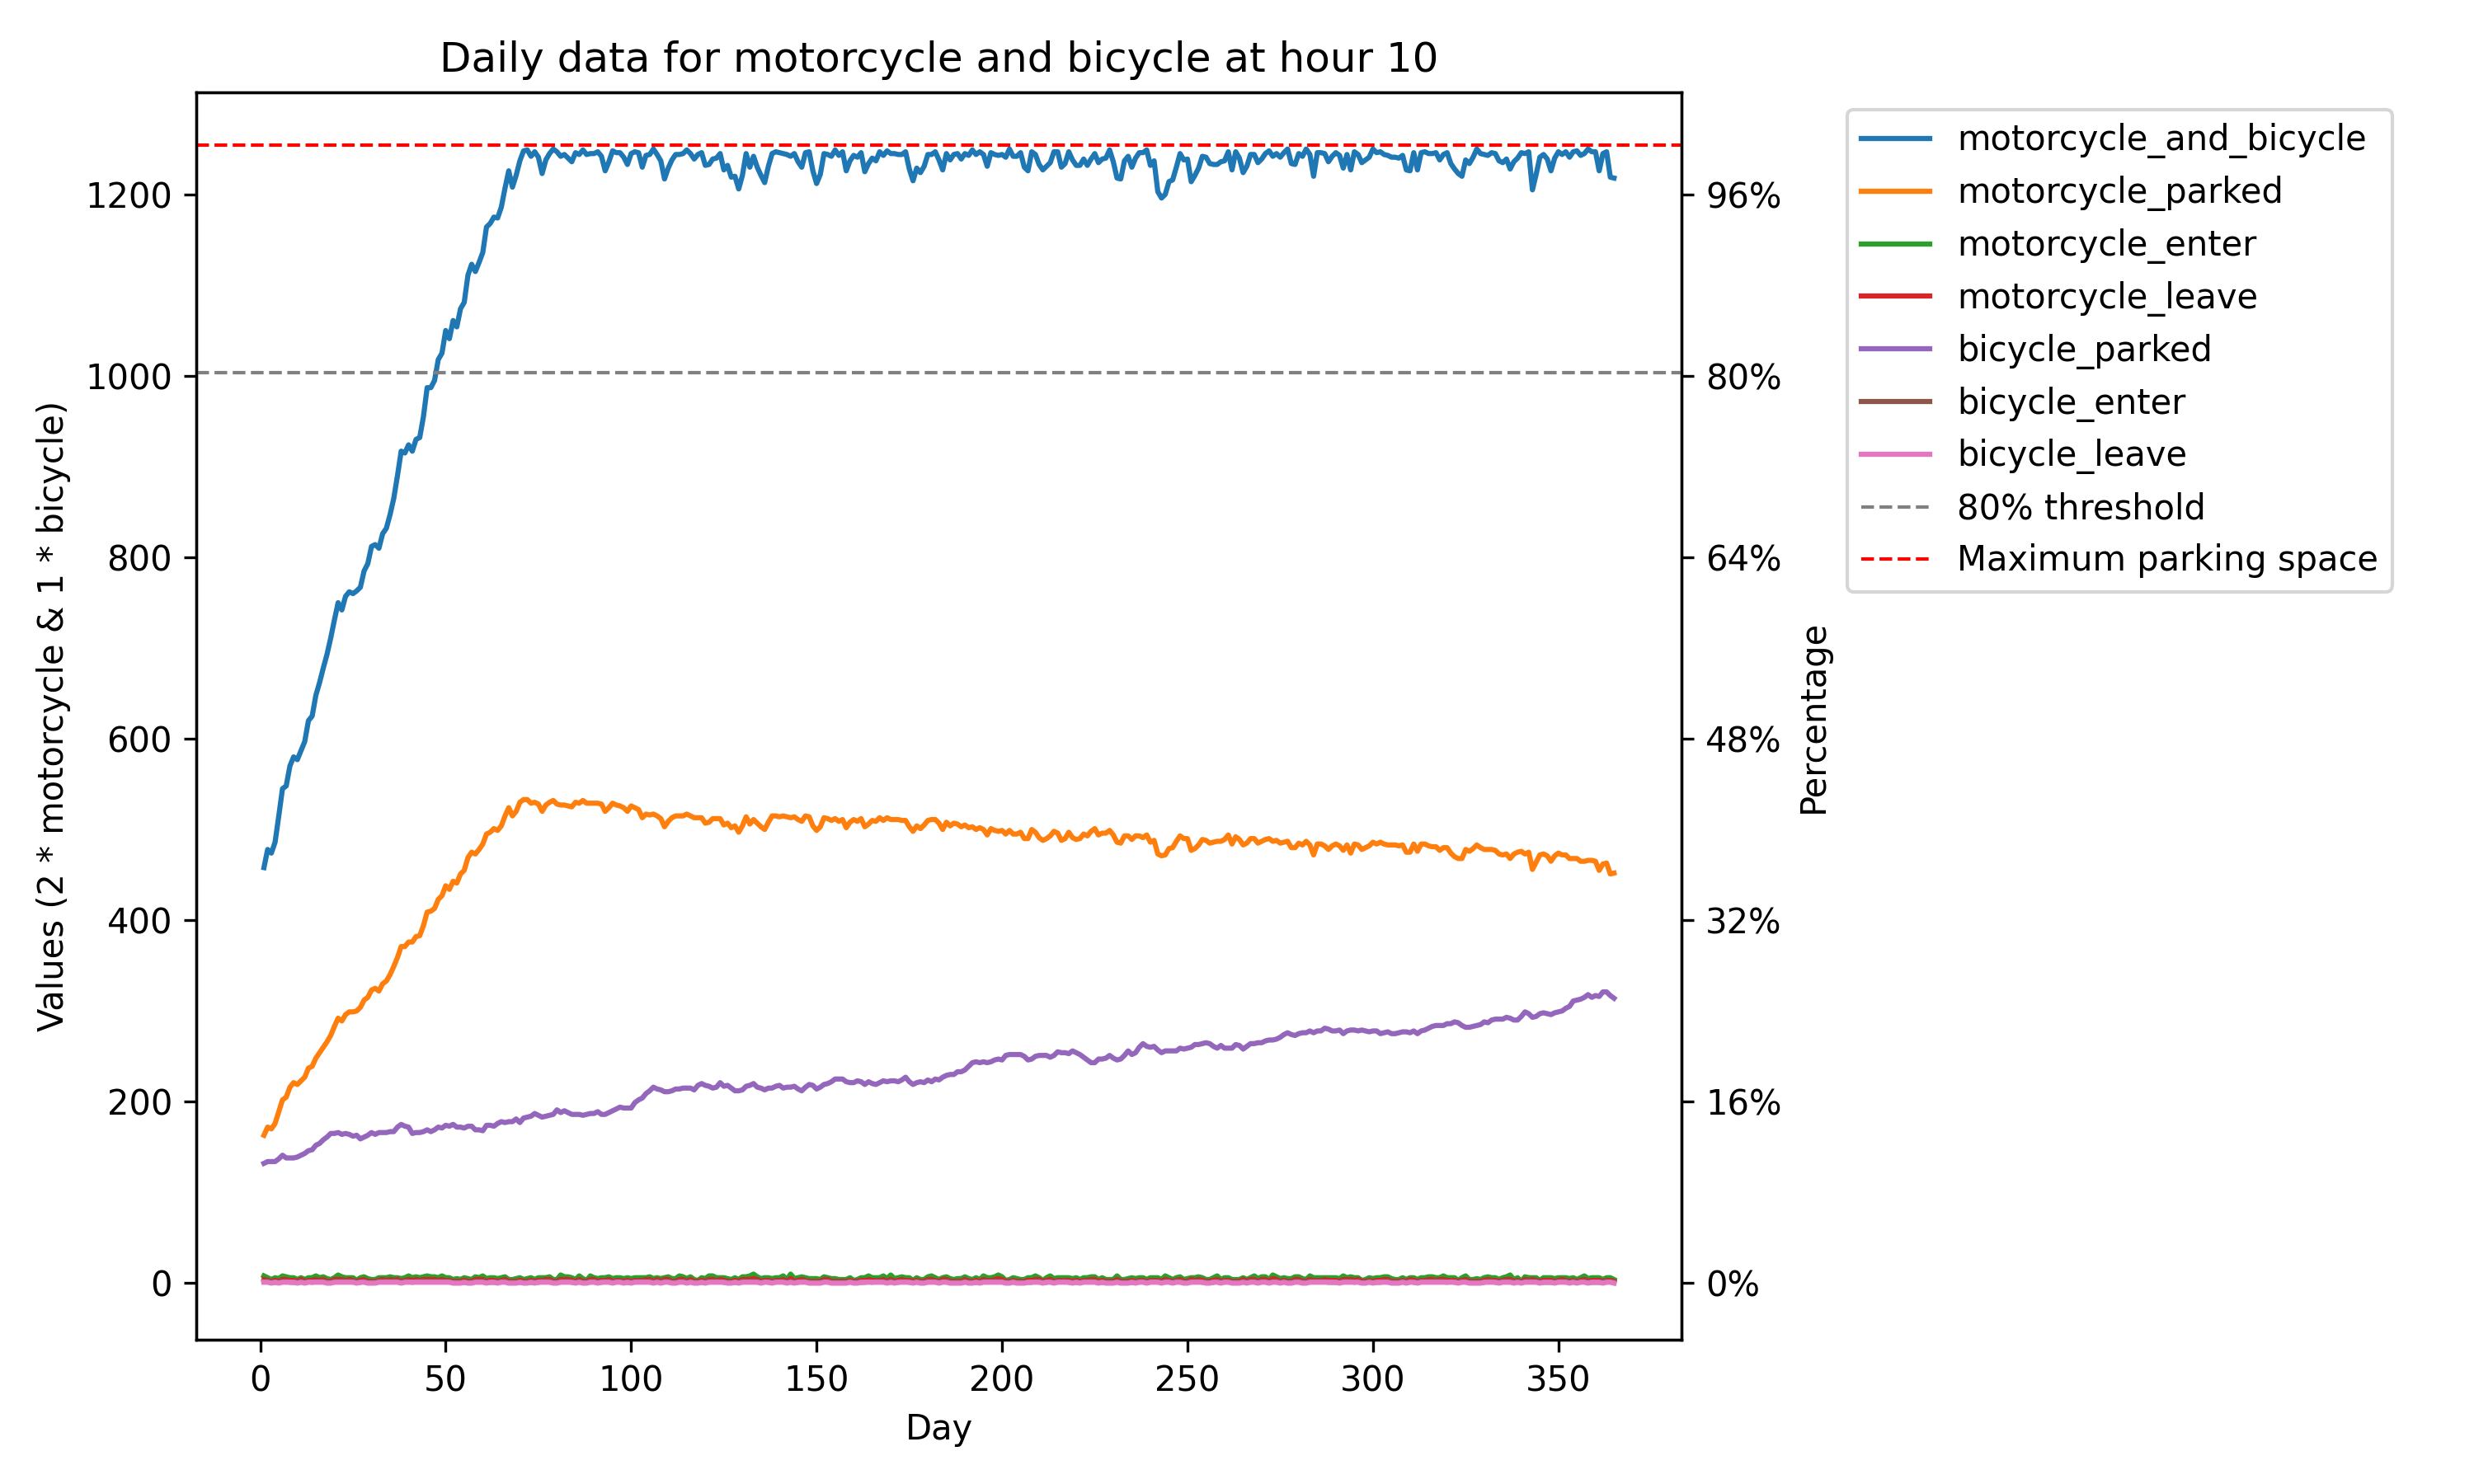 Daily data for motorcycle and bicycle at hour 10
Values (2 * motorcycle & 1 * bicycle)
1200
1000
800
600
400
200
0
0
50
100
150
200
250
300
350
Day
96%
80%
64%
48%
32%
16%
0%
Percentage
motorcycle_and_bicycle
motorcycle_parked
motorcycle_enter
motorcycle_leave
bicycle_parked
bicycle_enter
bicycle_leave
80% threshold
Maximum parking space